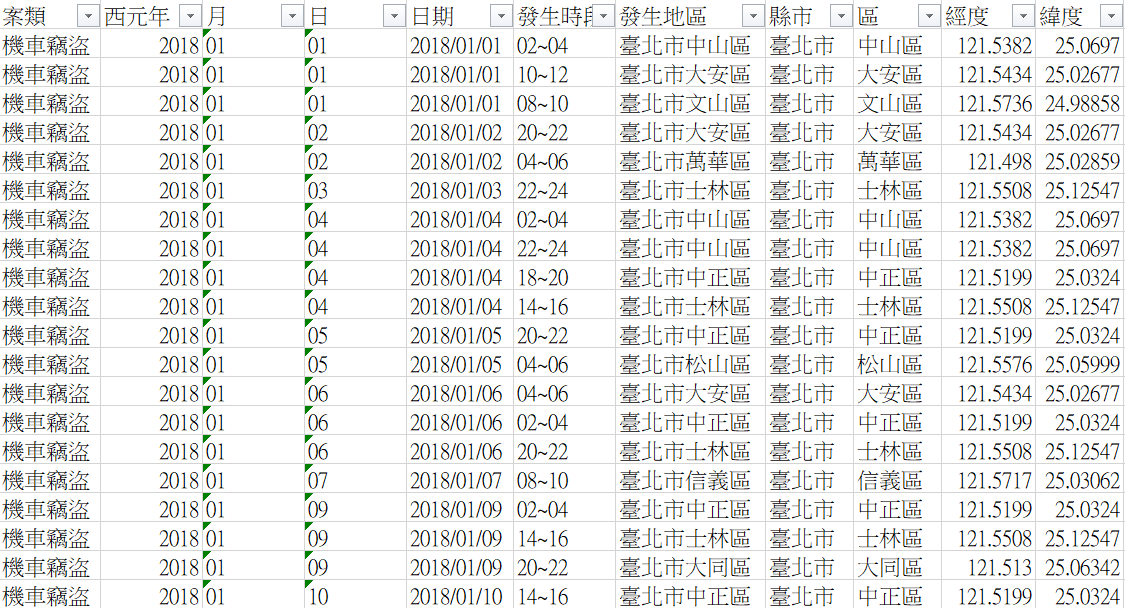 案類 西元年 月 日 日期 發生時段 發生地區 縣市 區 經度 緯度
機車竊盜 2018 01 01 2018/01/01 02~04 臺北市中山區 臺北市 中山區 121.5382 25.0697
機車竊盜 2018 01 01 2018/01/01 10~12 臺北市大安區 臺北市 大安區 121.5434 25.02677
機車竊盜 2018 01 01 2018/01/01 08~10 臺北市文山區 臺北市 文山區 121.5736 24.98858
機車竊盜 2018 01 02 2018/01/02 20~22 臺北市大安區 臺北市 大安區 121.5434 25.02677
機車竊盜 2018 01 02 2018/01/02 04~06 臺北市萬華區 臺北市 萬華區 121.498 25.02859
機車竊盜 2018 01 03 2018/01/03 22~24 臺北市士林區 臺北市 士林區 121.5508 25.12547
機車竊盜 2018 01 04 2018/01/04 02~04 臺北市中山區 臺北市 中山區 121.5382 25.0697
機車竊盜 2018 01 04 2018/01/04 22~24 臺北市中山區 臺北市 中山區 121.5382 25.0697
機車竊盜 2018 01 04 2018/01/04 18~20 臺北市中正區 臺北市 中正區 121.5199 25.0324
機車竊盜 2018 01 04 2018/01/04 14~16 臺北市士林區 臺北市 士林區 121.5508 25.12547
機車竊盜 2018 01 05 2018/01/05 20~22 臺北市中正區 臺北市 中正區 121.5199 25.0324
機車竊盜 2018 01 05 2018/01/05 04~06 臺北市松山區 臺北市 松山區 121.5576 25.05999
機車竊盜 2018 01 06 2018/01/06 04~06 臺北市大安區 臺北市 大安區 121.5434 25.02677
機車竊盜 2018 01 06 2018/01/06 02~04 臺北市中正區 臺北市 中正區 121.5199 25.0324
機車竊盜 2018 01 06 2018/01/06 20~22 臺北市士林區 臺北市 士林區 121.5508 25.12547
機車竊盜 2018 01 07 2018/01/07 08~10 臺北市信義區 臺北市 信義區 121.5717 25.03062
機車竊盜 2018 01 09 2018/01/09 02~04 臺北市中正區 臺北市 中正區 121.5199 25.0324
機車竊盜 2018 01 09 2018/01/09 14~16 臺北市士林區 臺北市 士林區 121.5508 25.12547
機車竊盜 2018 01 09 2018/01/09 20~22 臺北市大同區 臺北市 大同區 121.513 25.06342
機車竊盜 2018 01 10 2018/01/10 14~16 臺北市中正區 臺北市 中正區 121.5199 25.0324